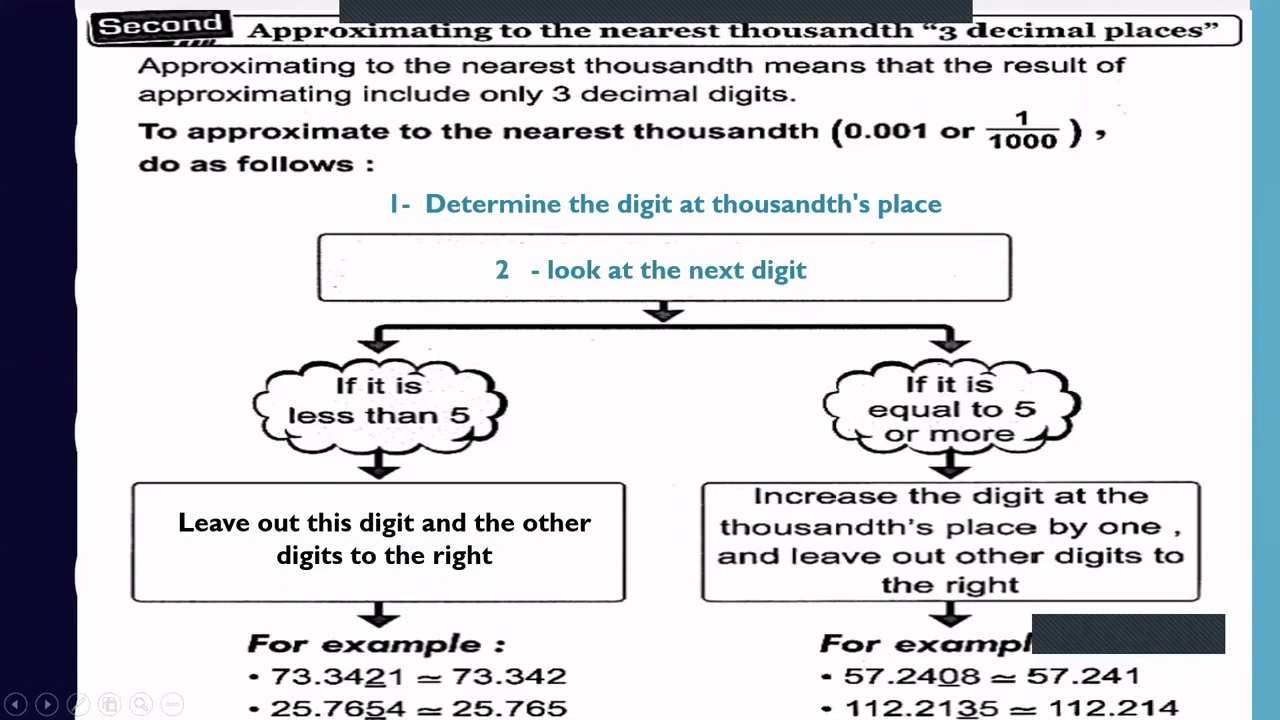 Second
Approximating to the nearest thousandth “3 decimal places”
Approximating to the nearest thousandth means that the result of
approximating include only 3 decimal digits.
To approximate to the nearest thousandth (0.001 or 1/1000) ,
do as follows :
1- Determine the digit at thousandth's place
2 - look at the next digit
If it is
less than 5
Leave out this digit and the other
digits to the right
For example :
• 73.3421 ≃ 73.342
• 25.7654 ≃ 25.765
If it is
equal to 5
or more
Increase the digit at the
thousandth’s place by one ,
and leave out other digits to
the right
For exampl
• 57.2408 ≃ 57.241
• 112.2135 ≃ 112.214